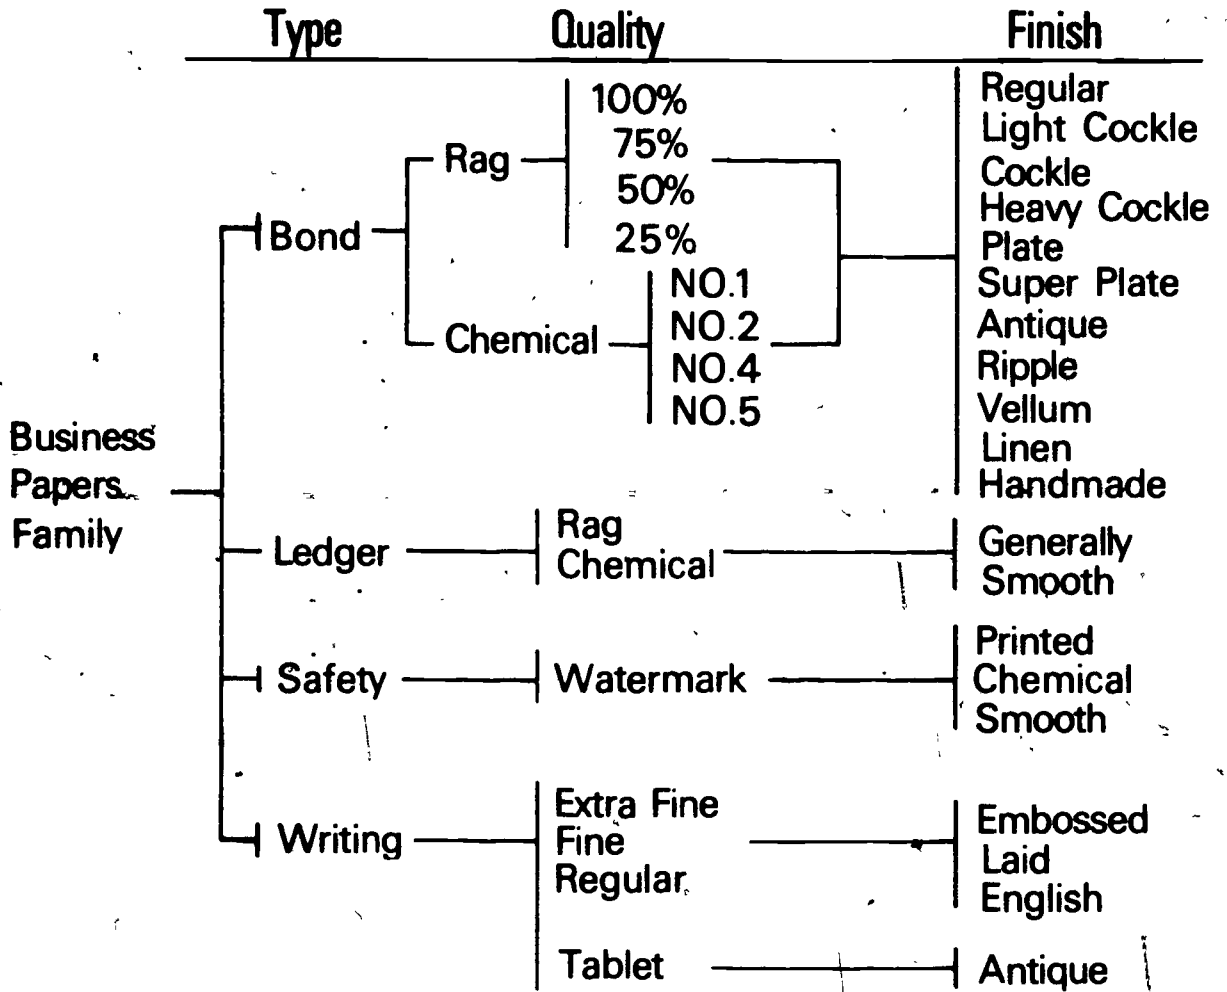 Type Quality Finish
Business
Papers
Family
Bond
Rag
100%
75%
50%
25%
Chemical
NO.1
NO.2
NO.4
NO.5
Regular
Light Cockle
Cockle
Heavy Cockle
Plate
Super Plate
Antique
Ripple
Vellum
Linen
Handmade
Ledger
Rag
Chemical
Generally
Smooth
Safety
Watermark
Printed
Chemical
Smooth
Writing
Extra Fine
Fine
Regular
Embossed
Laid
English
Tablet
Antique